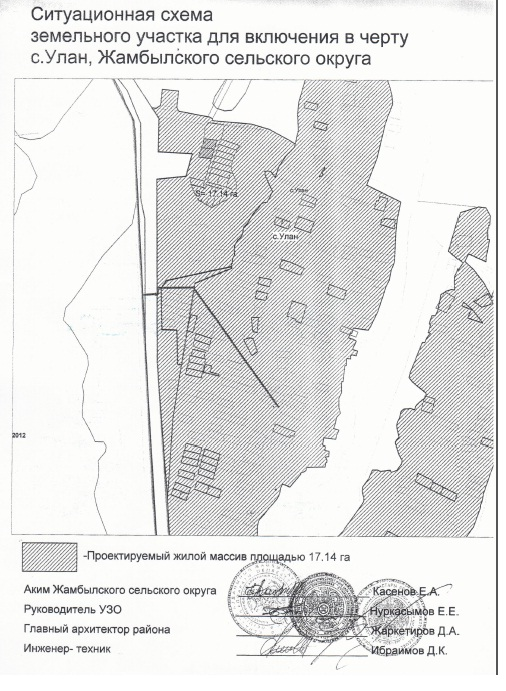 Ситуационная схема
земельного участка для включения в черту
с.Улан, Жамбылского сельского округа
S= 17.14 га
с.Улан
с.Улан
2012
-Проектируемый жилой массив площадью 17.14 га
Аким Жамбылского сельского округа Касенов Е.А.
Руководитель УЗО Нуркасымов Е.Е.
Главный архитектор района Жаркетиров Д.А.
Инженер- техник Ибраимов Д.К.